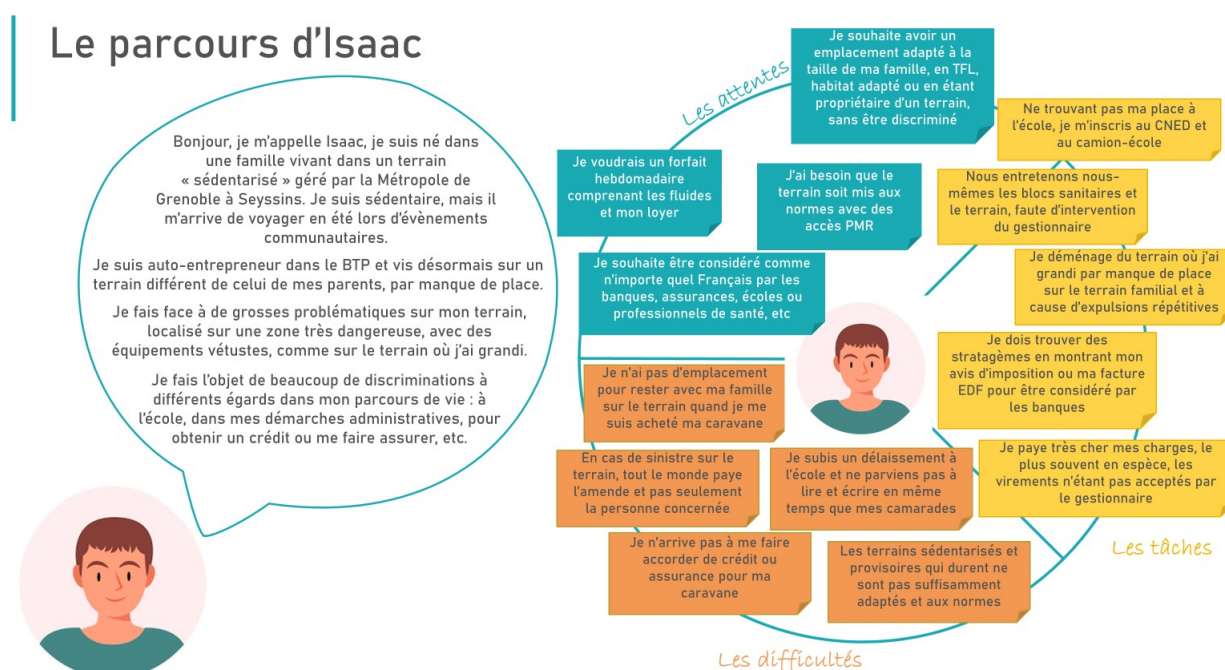 Le parcours d'Isaac
Bonjour, je m'appelle Isaac, je suis né dans
une famille vivant dans un terrain
« sédentarisé » géré par la Métropole de
Grenoble à Seyssins. Je suis sédentaire, mais il
m'arrive de voyager en été lors d'évènements
communautaires.
Je suis auto-entrepreneur dans le BTP et vis désormais sur un
terrain différent de celui de mes parents, par manque de place.
Je fais face à de grosses problématiques sur mon terrain,
localisé sur une zone très dangereuse, avec des
équipements vétustes, comme sur le terrain où j'ai grandi.
Je fais l'objet de beaucoup de discriminations à
différents égards dans mon parcours de vie : à
l'école, dans mes démarches administratives, pour
obtenir un crédit ou me faire assurer, etc.
Les attentes
Je souhaite avoir un
emplacement adapté à la
taille de ma famille, en TFL,
habitat adapté ou en étant
propriétaire d'un terrain,
sans être discriminé
Je voudrais un forfait
hebdomadaire
comprenant les fluides
et mon loyer
J'ai besoin que le
terrain soit mis aux
normes avec des
accès PMR
Je souhaite être considéré comme
n'importe quel Français par les
banques, assurances, écoles ou
professionnels de santé, etc
Ne trouvant pas ma place à
l'école, je m'inscris au CNED et
au camion-école
Nous entretenons nous-
mêmes les blocs sanitaires et
le terrain, faute d'intervention
du gestionnaire
Je déménage du terrain où j'ai
grandi par manque de place
sur le terrain familial et à
cause d'expulsions répétitives
Je dois trouver des
stratagèmes en montrant mon
avis d'imposition ou ma facture
EDF pour être considéré par
les banques
Je paye très cher mes charges, le
plus souvent en espèce, les
virements n'étant pas acceptés par
le gestionnaire
Les tâches
Je n'ai pas d'emplacement
pour rester avec ma famille
sur le terrain quand je me
suis acheté ma caravane
En cas de sinistre sur le
terrain, tout le monde paye
l'amende et pas seulement
la personne concernée
Je subis un délaissement à
l'école et ne parviens pas à
lire et écrire en même
temps que mes camarades
Je n'arrive pas à me faire
accorder de crédit ou
assurance pour ma
caravane
Les terrains sédentarisés et
provisoires qui durent ne
sont pas suffisamment
adaptés et aux normes
Les difficultés